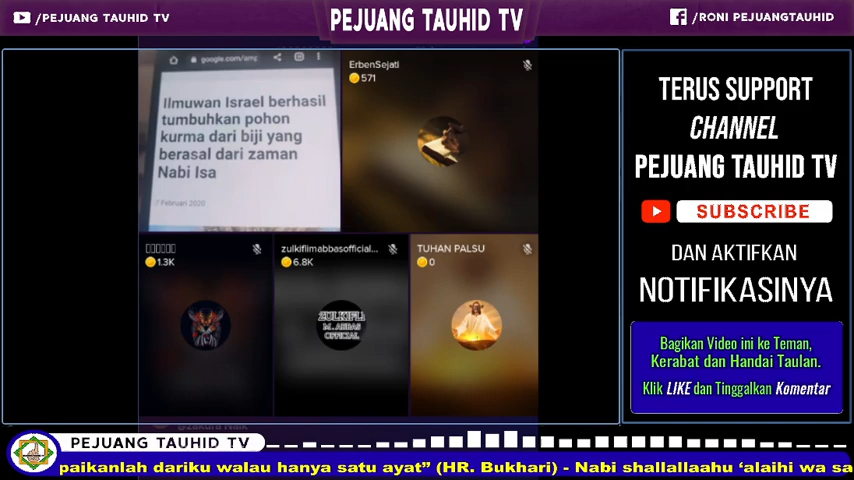 /PEJUANG TAUHID TV
PEJUANG TAUHID TV
/RONI PEJUANGTAUHID
google.com/amp
Ilmuwan Israel berhasil
tumbuhkan pohon
kurma dari biji yang
berasal dari zaman
Nabi Isa
7 Februari 2020
ErbenSejati
571
1.3K
zulkiflimabbasofficial...
6.8K
TUHAN PALSU
0
ZULKIFLI
M. ABBAS
OFFICIAL
TERUS SUPPORT
CHANNEL
PEJUANG TAUHID TV
SUBSCRIBE
DAN AKTIFKAN
NOTIFIKASINYA
Bagikan Video ini ke Teman,
Kerabat dan Handai Taulan.
Klik LIKE dan Tinggalkan Komentar
PEJUANG TAUHID TV
paikanlah dariku walau hanya satu ayat” (HR. Bukhari) - Nabi shallallaahu ‘alaihi wa sa